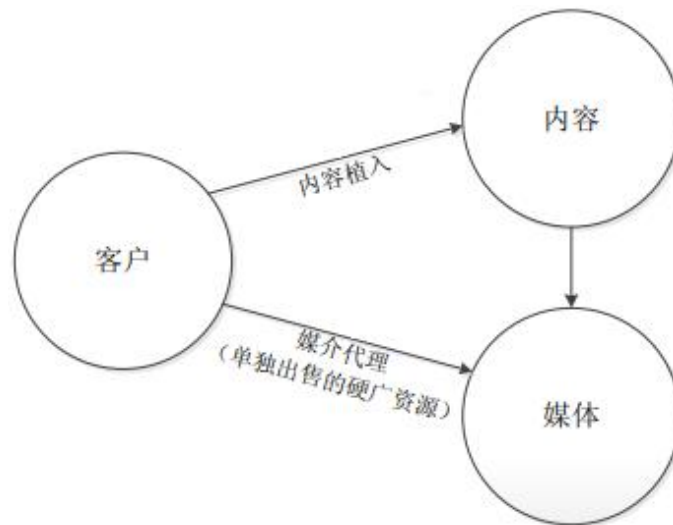 内容
内容植入
客户
媒介代理
（单独出售的硬广资源）
媒体